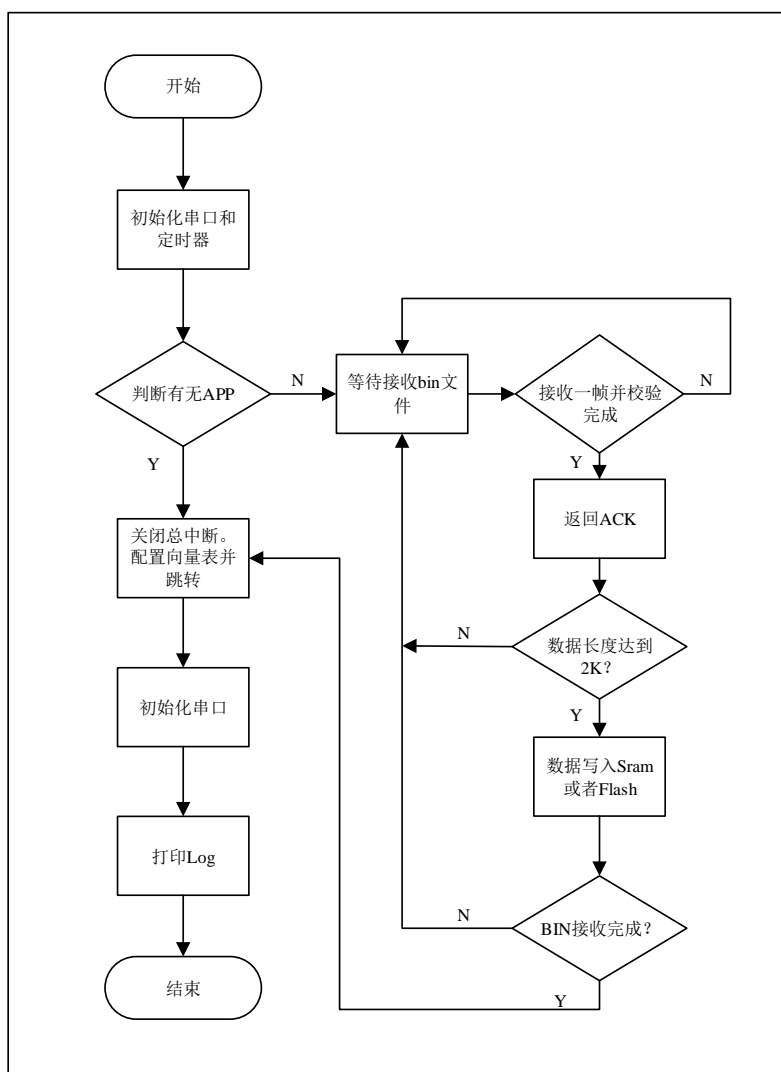 开始
初始化串口和
定时器
判断有无APP
N
Y
等待接收bin文
件
接收一帧并校验
完成
N
Y
返回ACK
数据长度达到
2K？
N
Y
数据写入Sram
或者Flash
BIN接收完成？
N
Y
关闭总中断。
配置向量表并
跳转
初始化串口
打印Log
结束